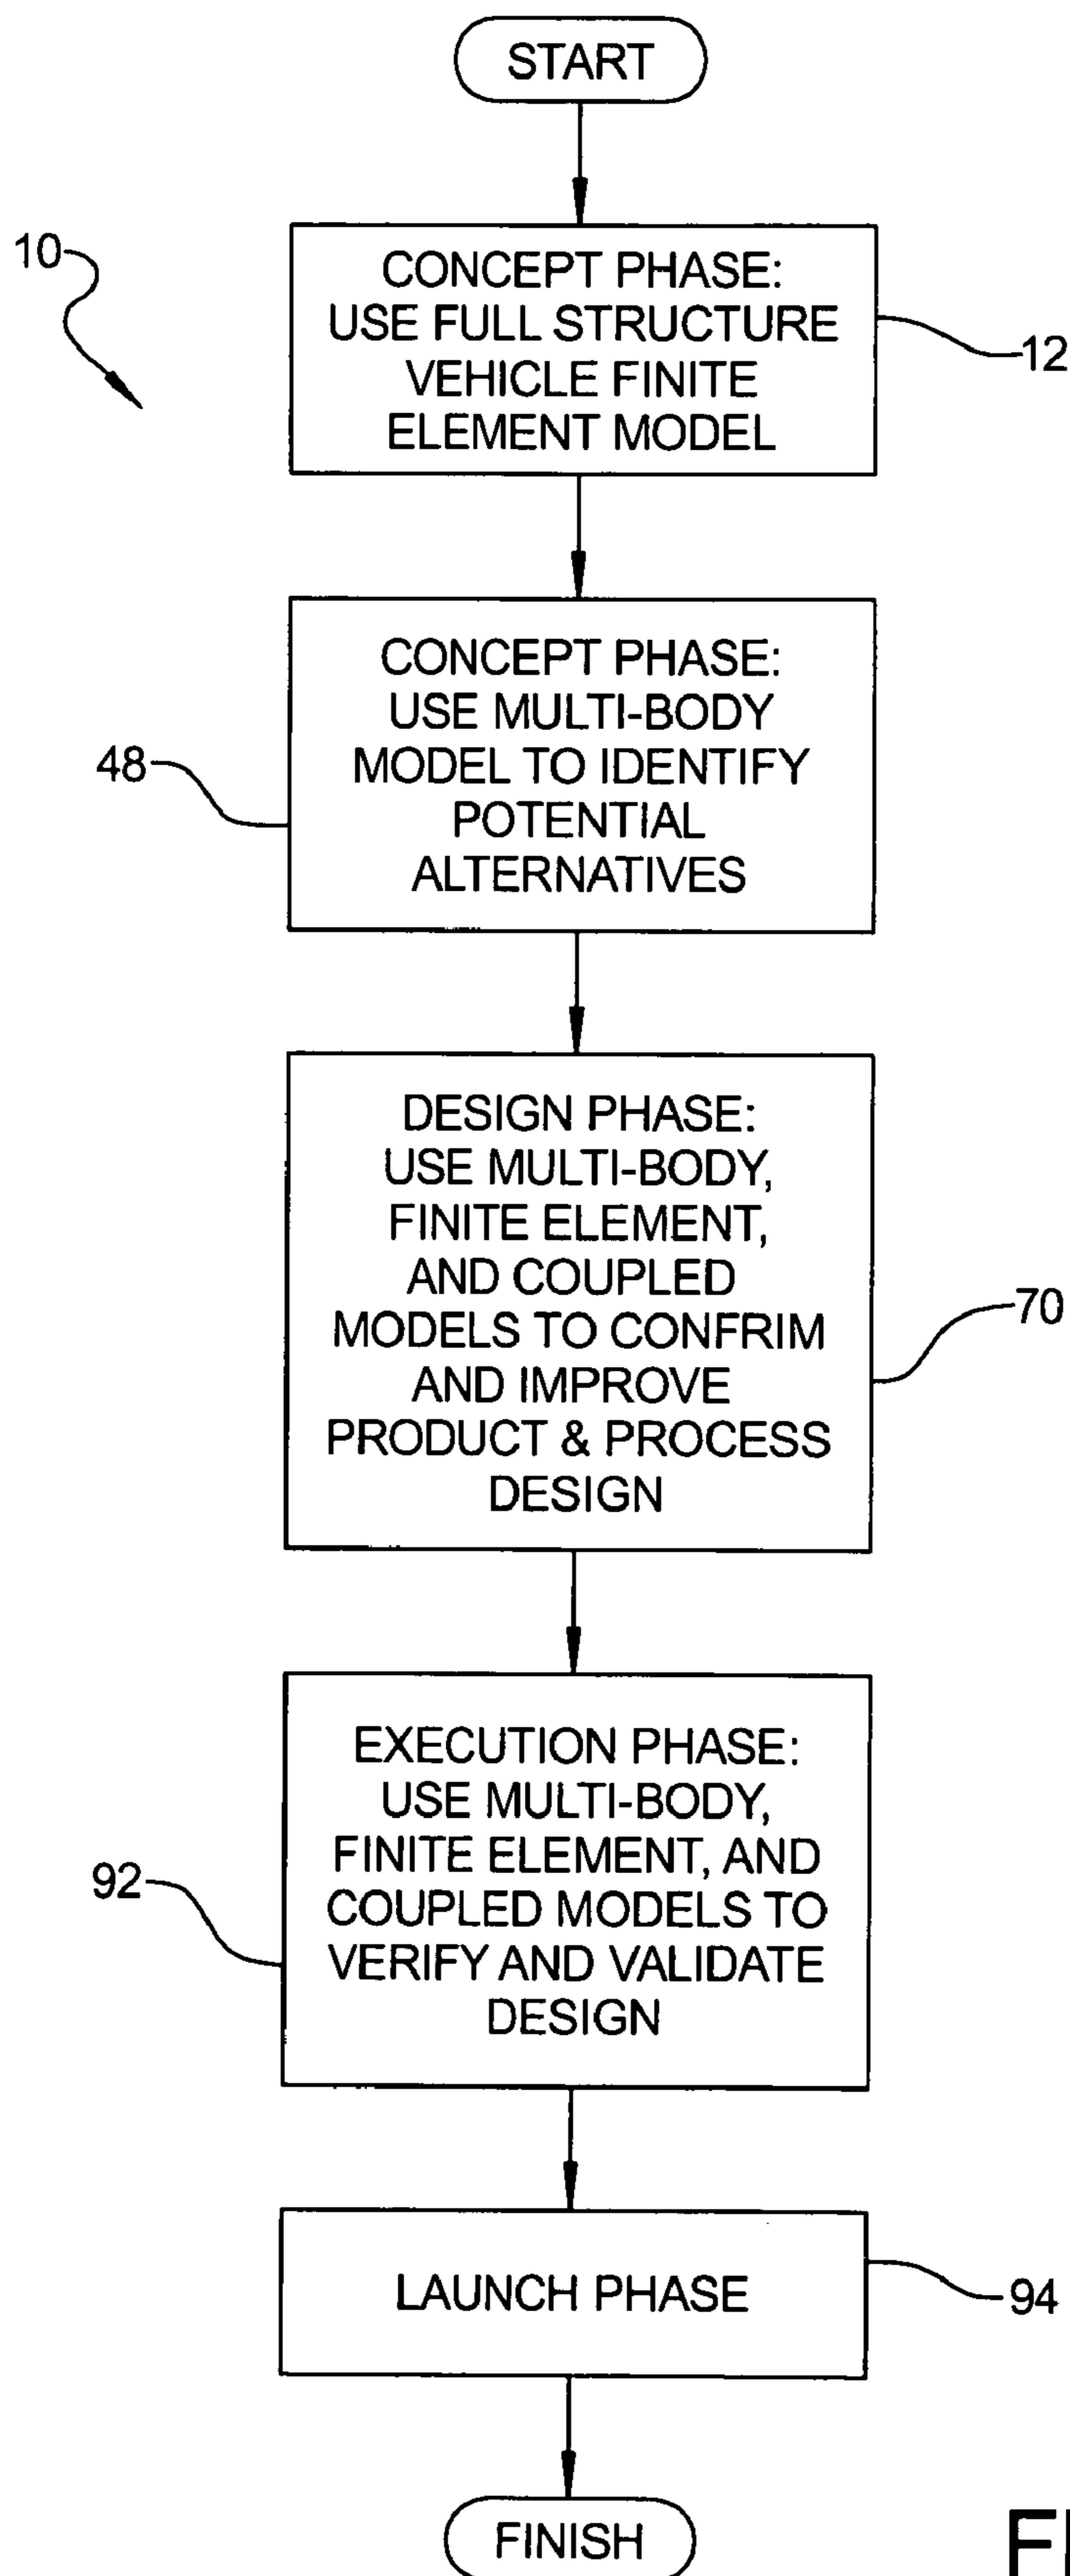 START
10
CONCEPT PHASE:
USE FULL STRUCTURE
VEHICLE FINITE
ELEMENT MODEL
12
CONCEPT PHASE:
USE MULTI-BODY
MODEL TO IDENTIFY
POTENTIAL
ALTERNATIVES
48
DESIGN PHASE:
USE MULTI-BODY,
FINITE ELEMENT,
AND COUPLED
MODELS TO CONFRIM
AND IMPROVE
PRODUCT & PROCESS
DESIGN
70
EXECUTION PHASE:
USE MULTI-BODY,
FINITE ELEMENT, AND
COUPLED MODELS TO
VERIFY AND VALIDATE
DESIGN
92
LAUNCH PHASE
94
FINISH